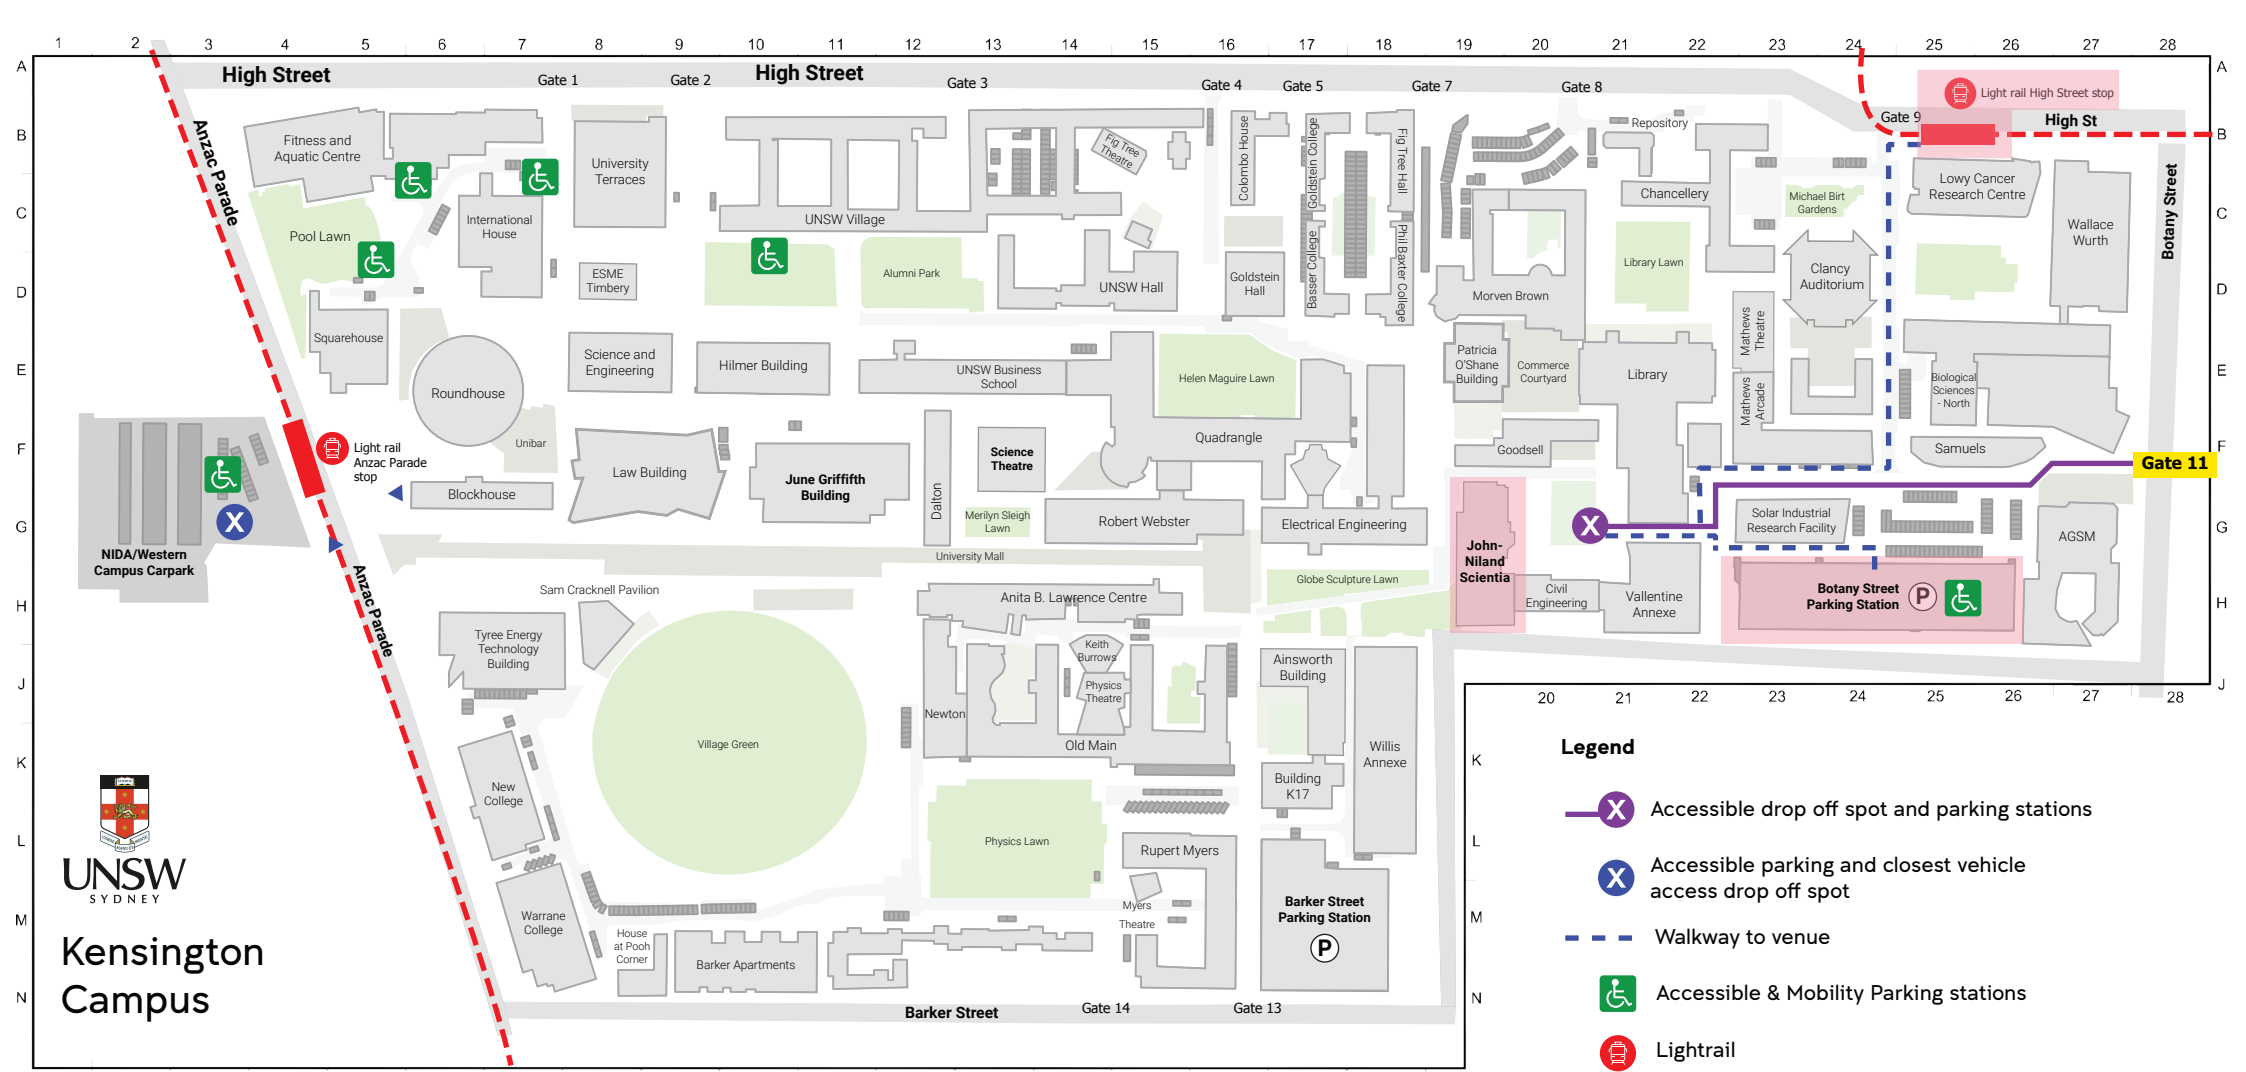 1 2 3 4 5 6 7 8 9 10 11 12 13 14 15 16 17 18 19 20 21 22 23 24 25 26 27 28
A High Street Gate 1 Gate 2 High Street Gate 3 Gate 4 Gate 5 Gate 7 Gate 8 A
Light rail High Street stop
Gate 9 High St
B B
Anzac Parade
Fitness and
Aquatic Centre
University
Terraces
Fig Tree
Theatre
Colombo House
Goldstein College
Fig Tree Hall
Repository
Chancellery
Michael Birt
Gardens
Lowy Cancer
Research Centre
Botany Street
C C
Pool Lawn
International
House
UNSW Village
Wallace
Wurth
D D
ESME
Timbery
Alumni Park
UNSW Hall
Goldstein
Hall
Basser College
Phil Baxter College
Morven Brown
Library Lawn
Clancy
Auditorium
Squarehouse
Mathews
Theatre
E E
Roundhouse
Science and
Engineering
Hilmer Building
UNSW Business
School
Helen Maguire Lawn
Patricia
O'Shane
Building
Commerce
Courtyard
Library
Mathews
Arcade
Biological
Sciences
- North
F F
Light rail
Anzac Parade
stop
Unibar
Law Building
June Griffifth
Building
Dalton
Science
Theatre
Quadrangle
Goodsell
Samuels
Gate 11
Blockhouse
G G
X
NIDA/Western
Campus Carpark
Merilyn Sleigh
Lawn
Robert Webster
Electrical Engineering
X
Solar Industrial
Research Facility
AGSM
University Mall
John-
Niland
Scientia
Anzac Parade
H H
Sam Cracknell Pavilion
Anita B. Lawrence Centre
Globe Sculpture Lawn
Civil
Engineering
Vallentine
Annexe
Botany Street
Parking Station
P
Tyree Energy
Technology
Building
Keith
Burrows
Physics
Theatre
Ainsworth
Building
J J
20 21 22 23 24 25 26 27 28
Newton
Village Green
Old Main
Willis
Annexe
K K
New
College
Building
K17
L L
Physics Lawn
Rupert Myers
M M
Warrane
College
House
at Pooh
Corner
Barker Apartments
Myers
Theatre
Barker Street
Parking Station
P
N N
Barker Street Gate 14 Gate 13
UNSW
SYDNEY
Kensington
Campus
Legend
X Accessible drop off spot and parking stations
X Accessible parking and closest vehicle
access drop off spot
Walkway to venue
Accessible & Mobility Parking stations
Lightrail